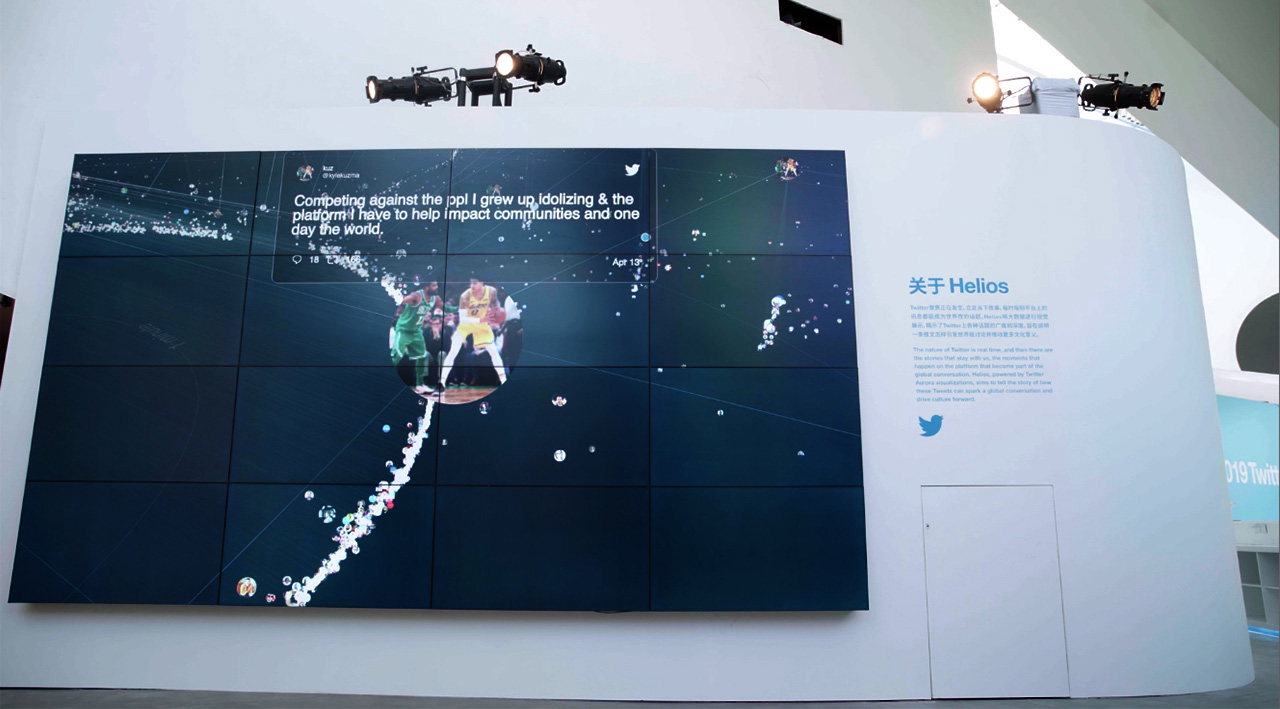 kuz
@kylekuzma
Competing against the ppl I grew up idolizing & the
platform I have to help impact communities and one
day the world.
18 166
Apr 13
关于 Helios
The nature of Twitter is real time, and then there are
the stories that stay with us, the moments that
happen on the platform that become part of the
global conversation. Helios, powered by Twitter
Aurora visualizations, aims to tell the story of how
these Tweets can spark a global conversation and
drive culture forward.
019 Twitt